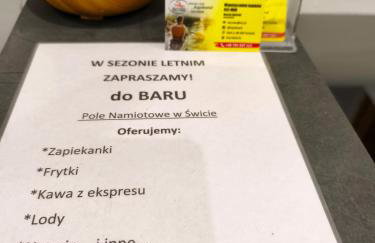 W SEZONIE LETNIM
ZAPRASZAMY!
do BARU
Pole Namiotowe w Świcie
Oferujemy:
*Zapiekanki
*Frytki
*Kawa z ekspresu
*Lody